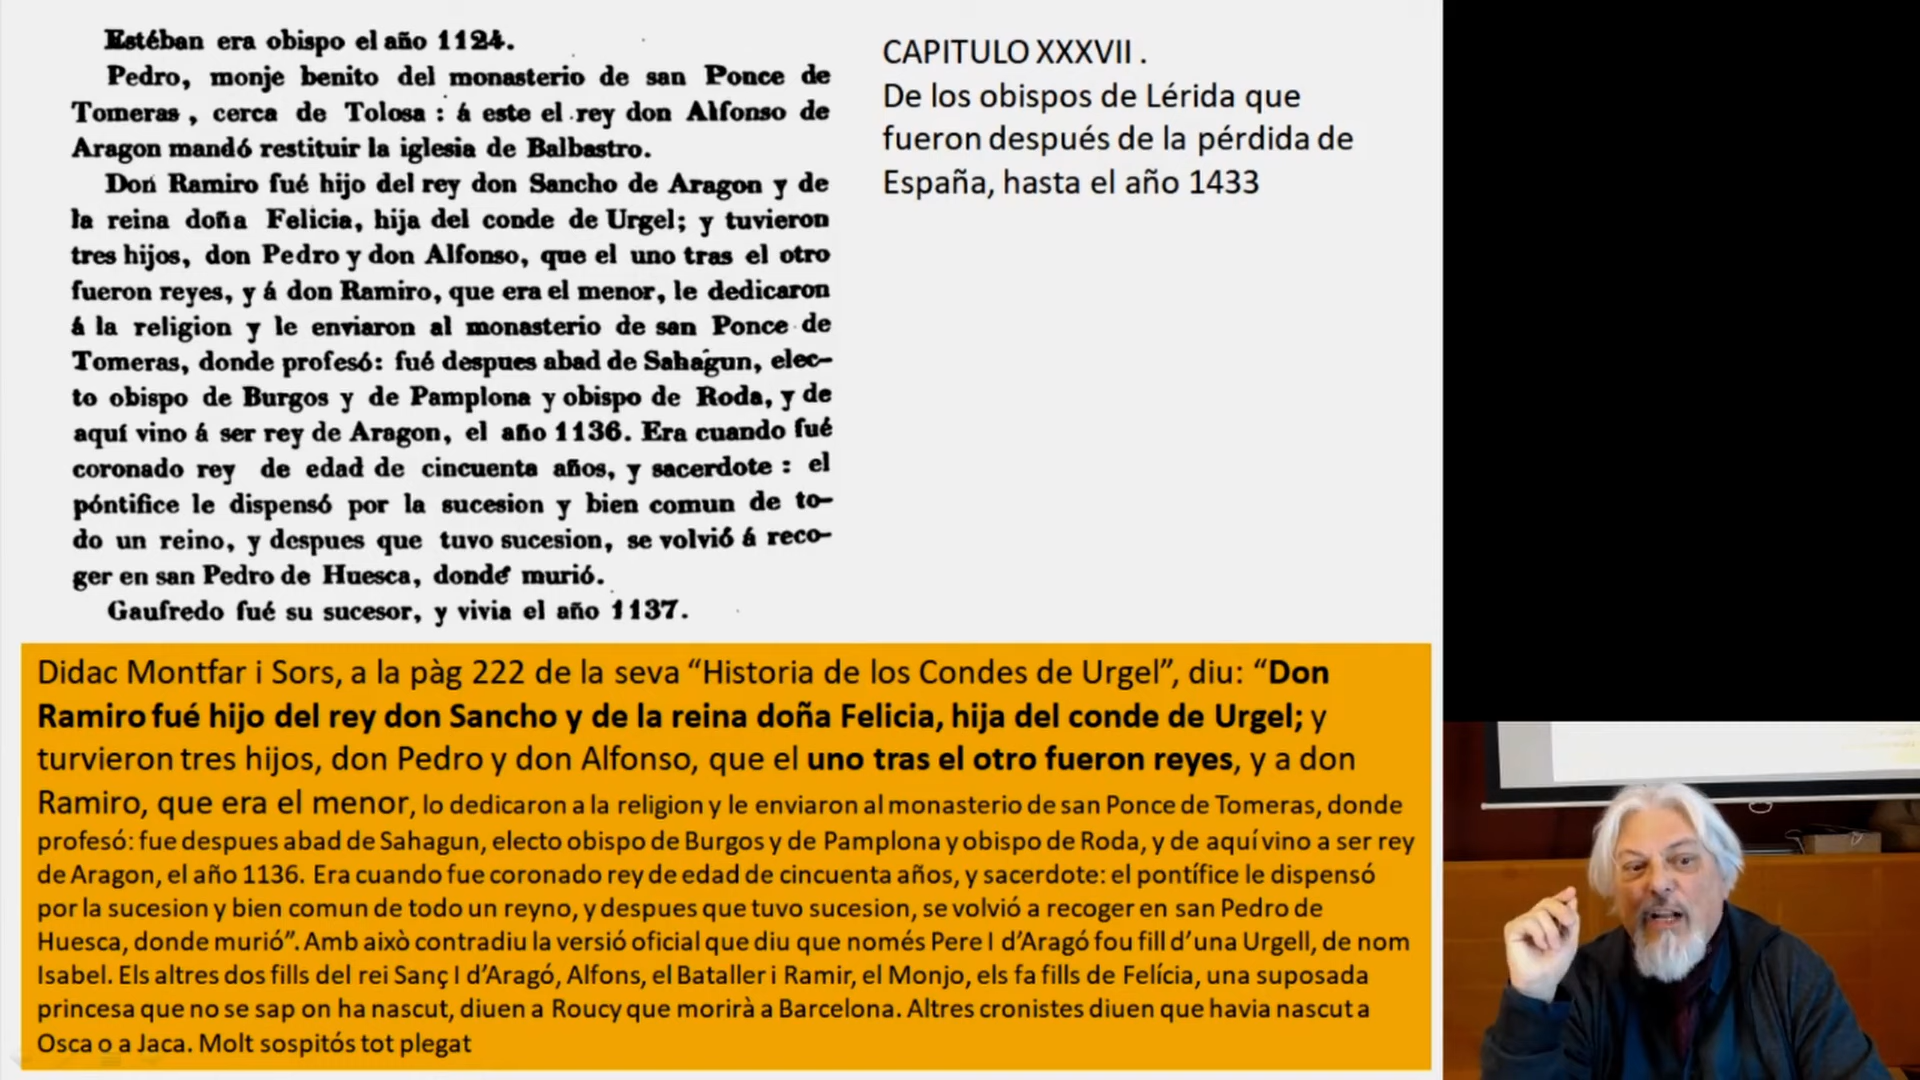 Estéban era obispo el año 1124.
Pedro, monje benito del monasterio de san Ponce de
Tomeras, cerca de Tolosa: á este el rey don Alfonso de
Aragon mandó restituir la iglesia de Balbastro.
Don Ramiro fué hijo del rey don Sancho de Aragon y de
la reina doña Felicia, hija del conde de Urgel; y tuvieron
tres hijos, don Pedro y don Alfonso, que el uno tras el otro
fueron reyes, y á don Ramiro, que era el menor, le dedicaron
á la religion y le enviaron al monasterio de san Ponce de
Tomeras, donde profesó: fué despues abad de Sahagun, elec-
to obispo de Burgos y de Pamplona y obispo de Roda, y de
aquí vino á ser rey de Aragon, el año 1136. Era cuando fué
coronado rey de edad de cincuenta años, y sacerdote: el
póntifice le dispensó por la sucesion y bien comun de to-
do un reino, y despues que tuvo sucesion, se volvió á reco-
ger en san Pedro de Huesca, donde murió.
Gaufredo fué su sucesor, y vivia el año 1137.
CAPITULO XXXVII .
De los obispos de Lérida que
fueron después de la pérdida de
España, hasta el año 1433
Didac Montfar i Sors, a la pàg 222 de la seva “Historia de los Condes de Urgel”, diu: “Don
Ramiro fué hijo del rey don Sancho y de la reina doña Felicia, hija del conde de Urgel; y
turvieron tres hijos, don Pedro y don Alfonso, que el uno tras el otro fueron reyes, y a don
Ramiro, que era el menor, lo dedicaron a la religion y le enviaron al monasterio de san Ponce de Tomeras, donde
profesó: fue despues abad de Sahagun, electo obispo de Burgos y de Pamplona y obispo de Roda, y de aquí vino a ser rey
de Aragon, el año 1136. Era cuando fue coronado rey de edad de cincuenta años, y sacerdote: el pontífice le dispensó
por la sucesion y bien comun de todo un reyno, y despues que tuvo sucesion, se volvió a recoger en san Pedro de
Huesca, donde murió”. Amb això contradiu la versió oficial que diu que només Pere I d’Aragó fou fill d’una Urgell, de nom
Isabel. Els altres dos fills del rei Sanç I d’Aragó, Alfons, el Bataller i Ramir, el Monjo, els fa fills de Felícia, una suposada
princesa que no se sap on ha nascut, diuen a Roucy que morirà a Barcelona. Altres cronistes diuen que havia nascut a
Osca o a Jaca. Molt sospitós tot plegat